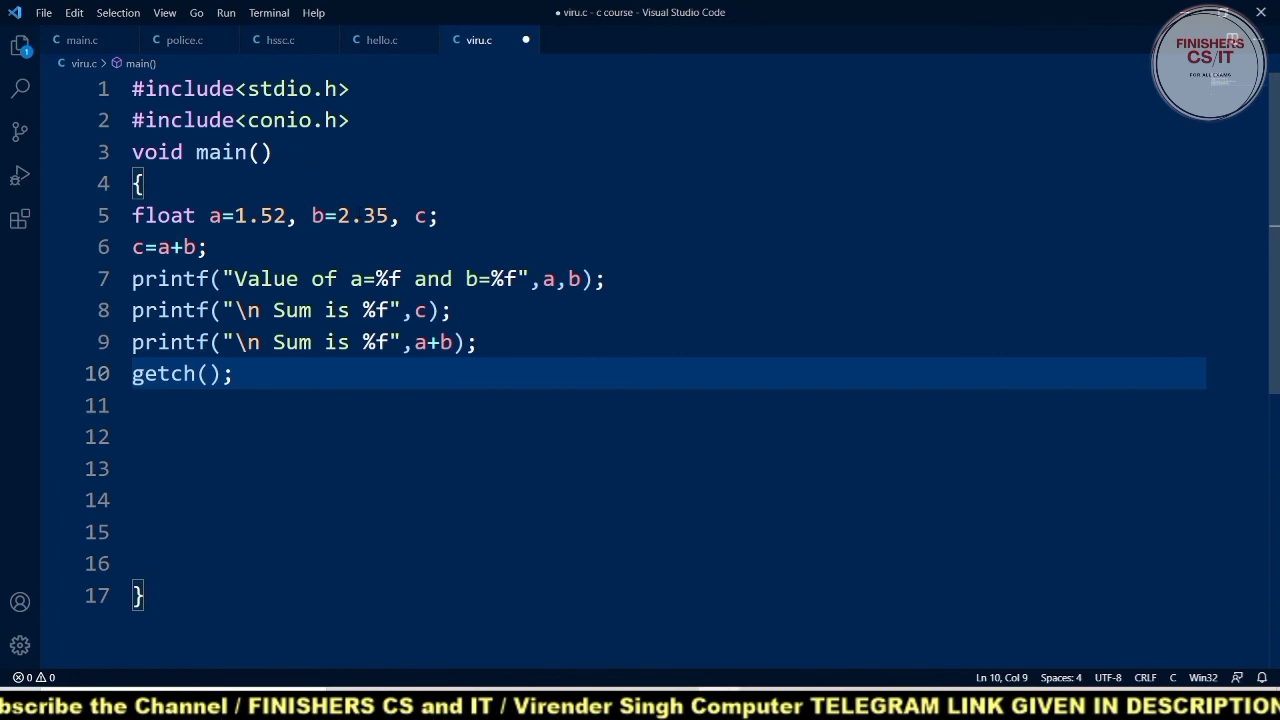 File Edit Selection View Go Run Terminal Help
● viru.c - c course - Visual Studio Code
C main.c C police.c C hssc.c C hello.c C viru.c ●
C viru.c > main()
1 #include<stdio.h>
2 #include<conio.h>
3 void main()
4 {
5 float a=1.52, b=2.35, c;
6 c=a+b;
7 printf("Value of a=%f and b=%f",a,b);
8 printf("\n Sum is %f",c);
9 printf("\n Sum is %f",a+b);
10 getch();
11
12
13
14
15
16
17 }
FINISHERS
CS/IT
FOR ALL EXAMS
1
0 0
Ln 10, Col 9 Spaces: 4 UTF-8 CRLF C Win32
bscribe the Channel / FINISHERS CS and IT / Virender Singh Computer TELEGRAM LINK GIVEN IN DESCRIPTION